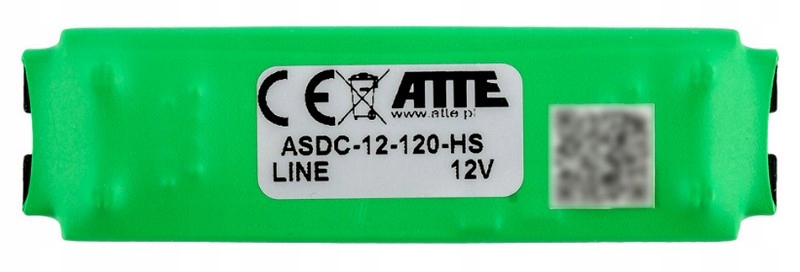 CE ATTE
www.atte.pl
ASDC-12-120-HS
LINE 12V